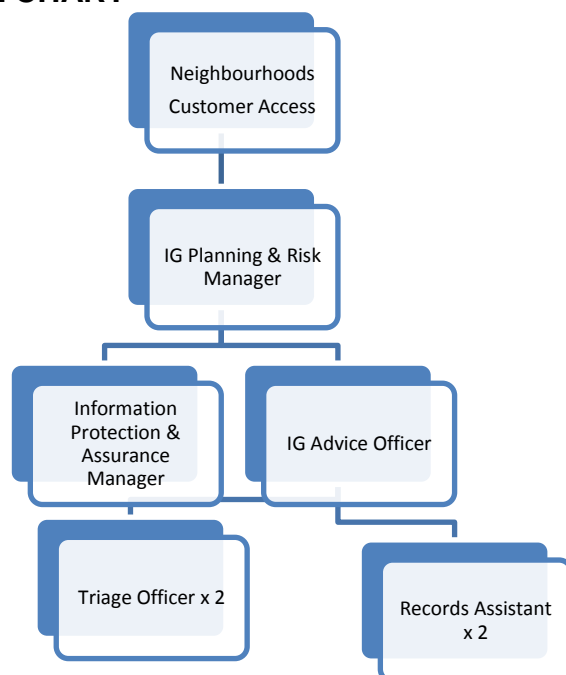 Neighbourhoods
Customer Access
IG Planning & Risk
Manager
Information
Protection &
Assurance
Manager
IG Advice Officer
Triage Officer x 2
Records Assistant
x 2